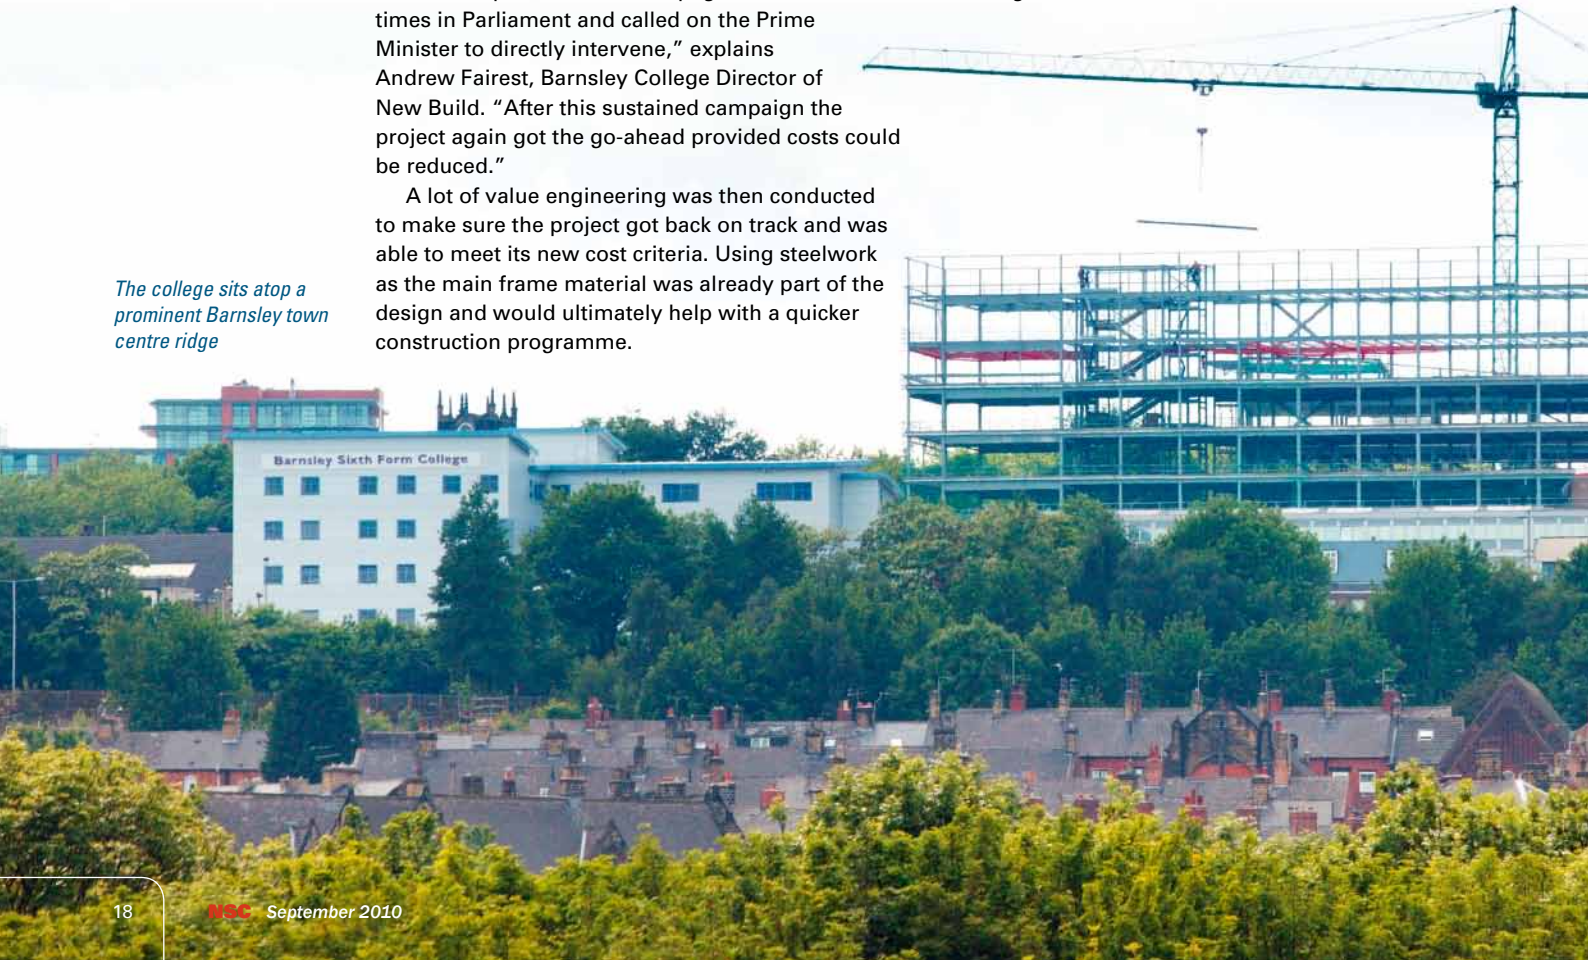 times in Parliament and called on the Prime
Minister to directly intervene,” explains
Andrew Fairest, Barnsley College Director of
New Build. “After this sustained campaign the
project again got the go-ahead provided costs could
be reduced.”
A lot of value engineering was then conducted
to make sure the project got back on track and was
able to meet its new cost criteria. Using steelwork
as the main frame material was already part of the
design and would ultimately help with a quicker
construction programme.
The college sits atop a
prominent Barnsley town
centre ridge
Barnsley Sixth Form College
18 NSC September 2010